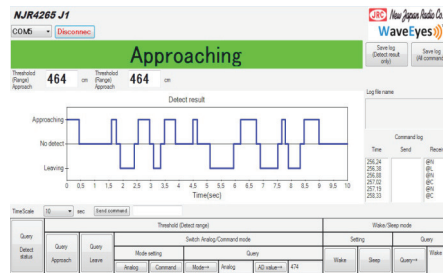 NJR4265 J1
JRC New Japan Radio Co.
WaveEyes
COM5
Disconnec
Approaching
Save log
(Detect result
only)
Save log
(All command
Threshold
(Range)
Approach
464
cm
Threshold
(Range)
Approach
464
cm
Log file name
Detect result
Approaching
No detect
Leaving
0 0.5 1 1.5 2 2.5 3 3.5 4 4.5 5 5.5 6 6.5 7 7.5 8 8.5 9 9.5 10
Time(sec)
Command log
Time Send Recei
256.24 @N
256.38 @L
256.88 @N
257.02 @C
257.19 @N
258.33 @C
TimeScale 10 sec Send command
Query
Detect
status
Threshold (Detect range)
Wake/Sleep mode
Query
Approach
Query
Leave
Switch Analog/Command mode
Setting
Query
Mode setting
Query
Wake
Sleep
Query→
Wake
Analog
Command
Mode→
Analog
AD value→
474